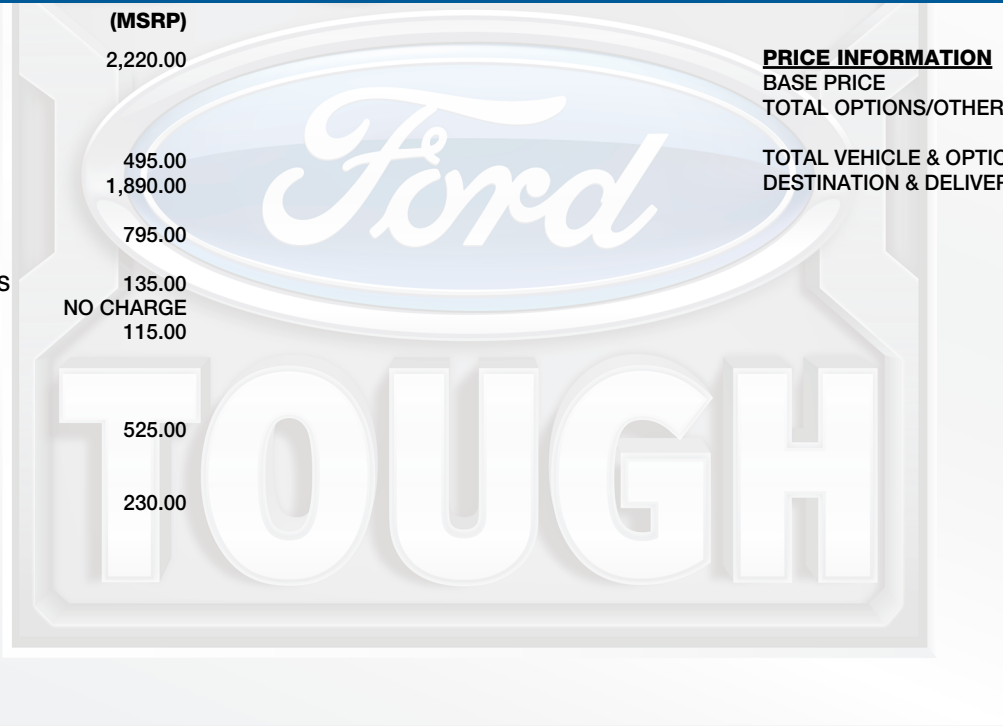 (MSRP)
2,220.00
495.00
1,890.00
795.00
S 135.00
NO CHARGE
115.00
525.00
230.00
PRICE INFORMATION
BASE PRICE
TOTAL OPTIONS/OTHER
TOTAL VEHICLE & OPTIO
DESTINATION & DELIVER
Ford
TOUGH